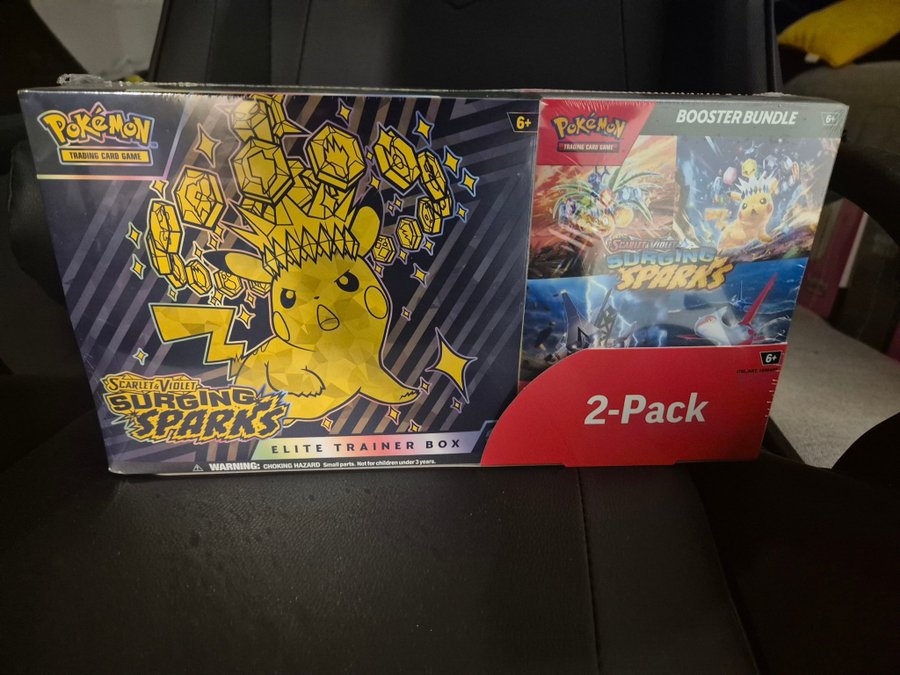 POKéMON
TRADING CARD GAME
6+
SCARLET & VIOLET
SURGING
SPARKS
ELITE TRAINER BOX
WARNING: CHOKING HAZARD Small parts. Not for children under 3 years.
POKéMON
TRADING CARD GAME
BOOSTER BUNDLE
6+
SCARLET & VIOLET
SURGING
SPARKS
6+
2-Pack